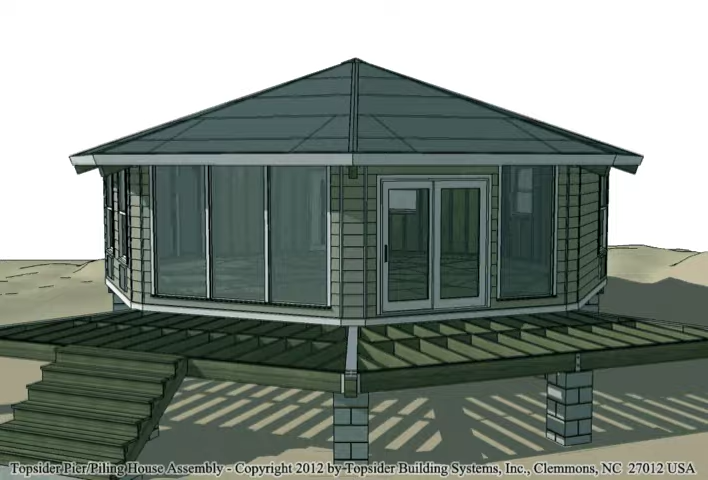 Topsider Pier/Piling House Assembly - Copyright 2012 by Topsider Building Systems, Inc., Clemmons, NC 27012 USA